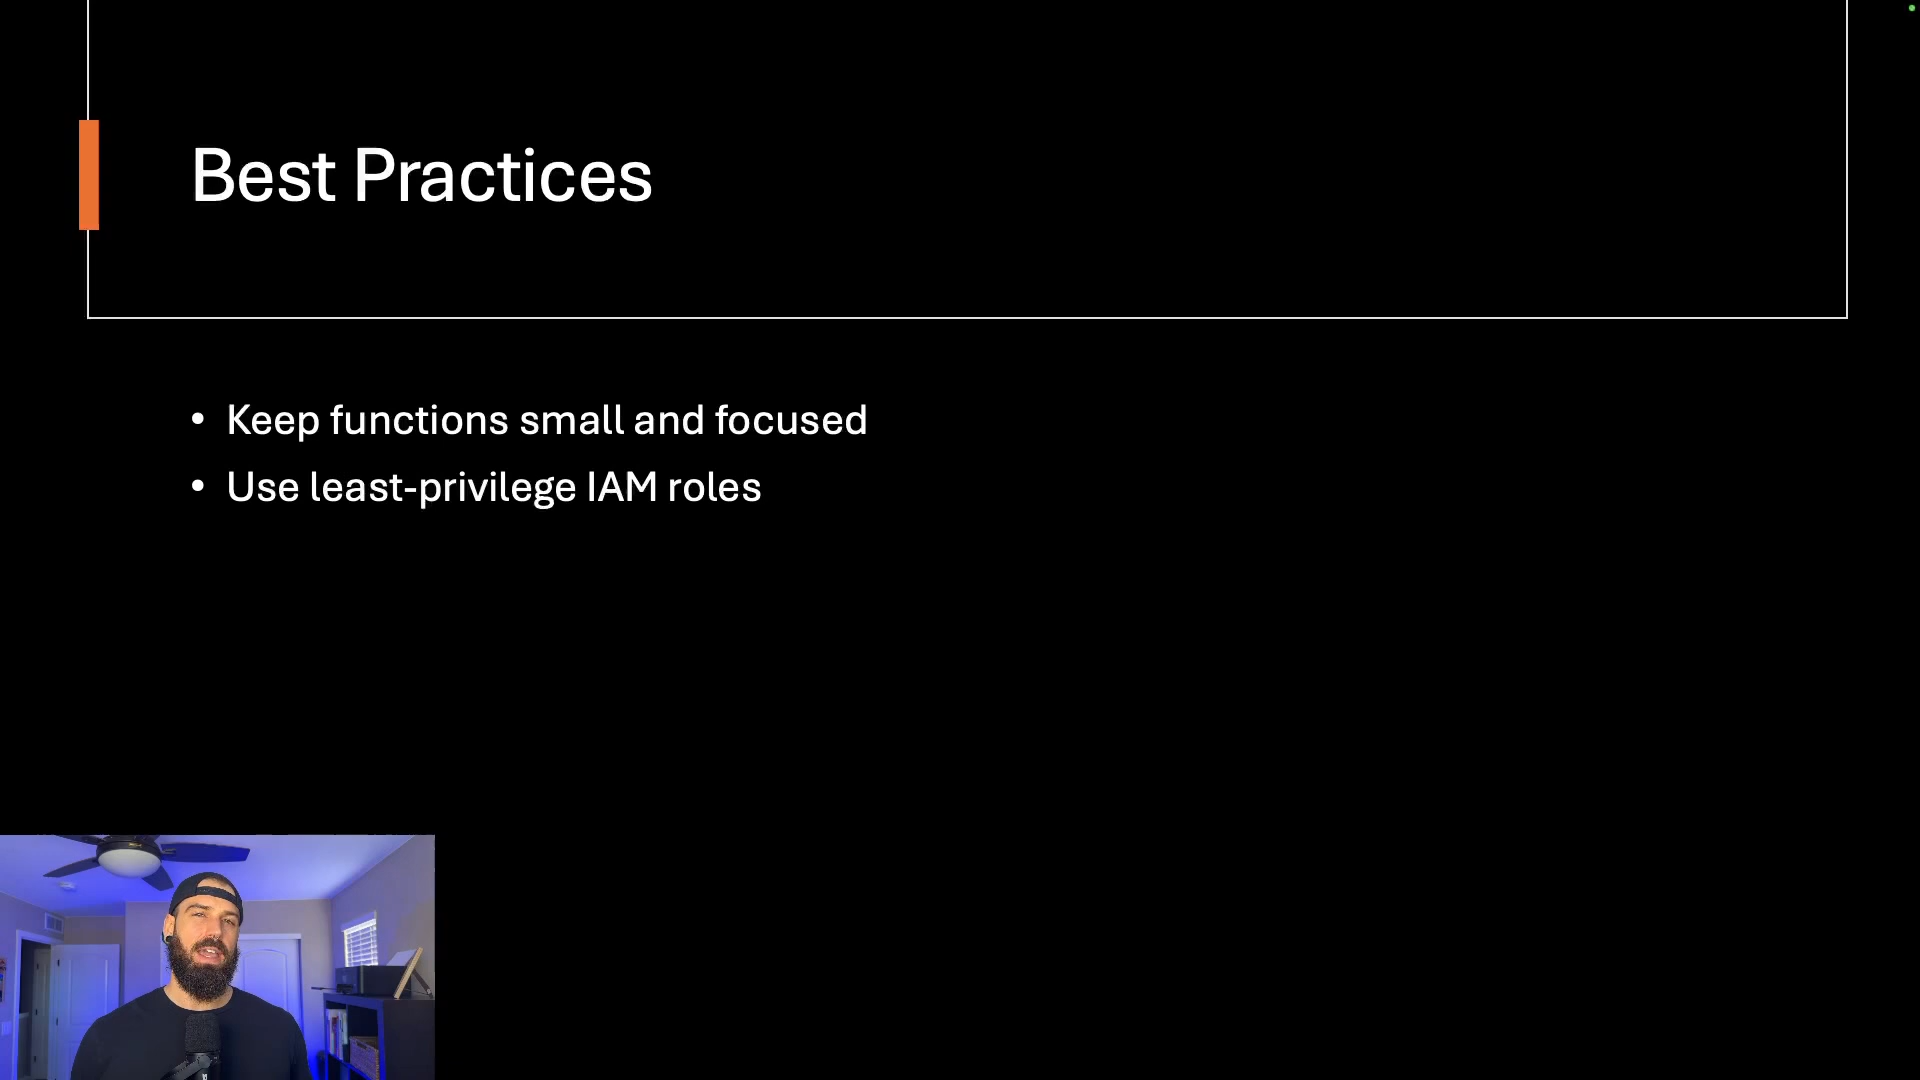 Best Practices
• Keep functions small and focused
• Use least-privilege IAM roles